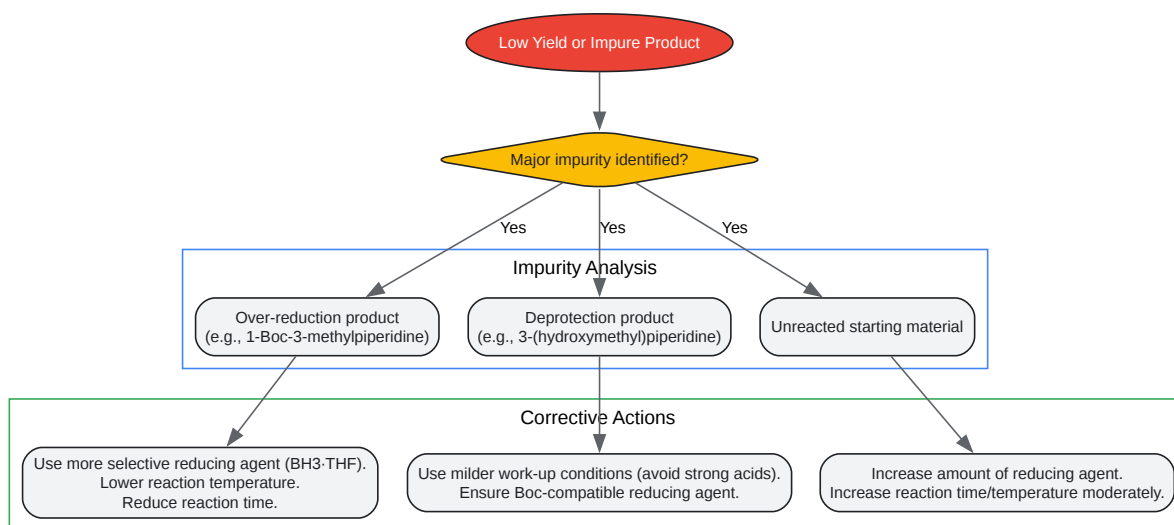 Low Yield or Impure Product
Major impurity identified?
Yes
Yes
Yes
Impurity Analysis
Over-reduction product
(e.g., 1-Boc-3-methylpiperidine)
Deprotection product
(e.g., 3-(hydroxymethyl)piperidine)
Unreacted starting material
Corrective Actions
Use more selective reducing agent (BH3·THF).
Lower reaction temperature.
Reduce reaction time.
Use milder work-up conditions (avoid strong acids).
Ensure Boc-compatible reducing agent.
Increase amount of reducing agent.
Increase reaction time/temperature moderately.